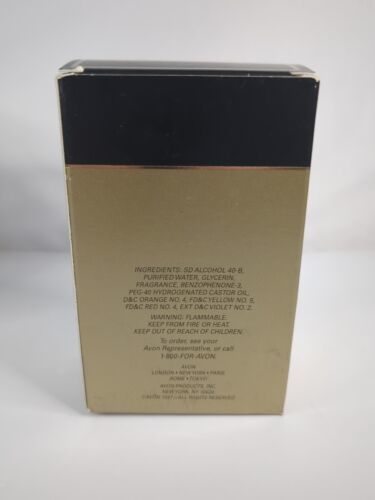 INGREDIENTS: SD ALCOHOL 40-B,
PURIFIED WATER, GLYCERIN,
FRAGRANCE, BENZOPHENONE-3,
PEG-40 HYDROGENATED CASTOR OIL,
D&C ORANGE NO. 4, FD&C YELLOW NO. 5,
FD&C RED NO. 4, EXT D&C VIOLET NO. 2.
WARNING: FLAMMABLE.
KEEP FROM FIRE OR HEAT.
KEEP OUT OF REACH OF CHILDREN.
To order, see your
Avon Representative, or call
1-800-FOR-AVON.
AVON
LONDON • NEW YORK • PARIS
ROME • TOKYO
AVON PRODUCTS, INC.
NEW YORK, NY
©AVON 1997—ALL RIGHTS RESERVED